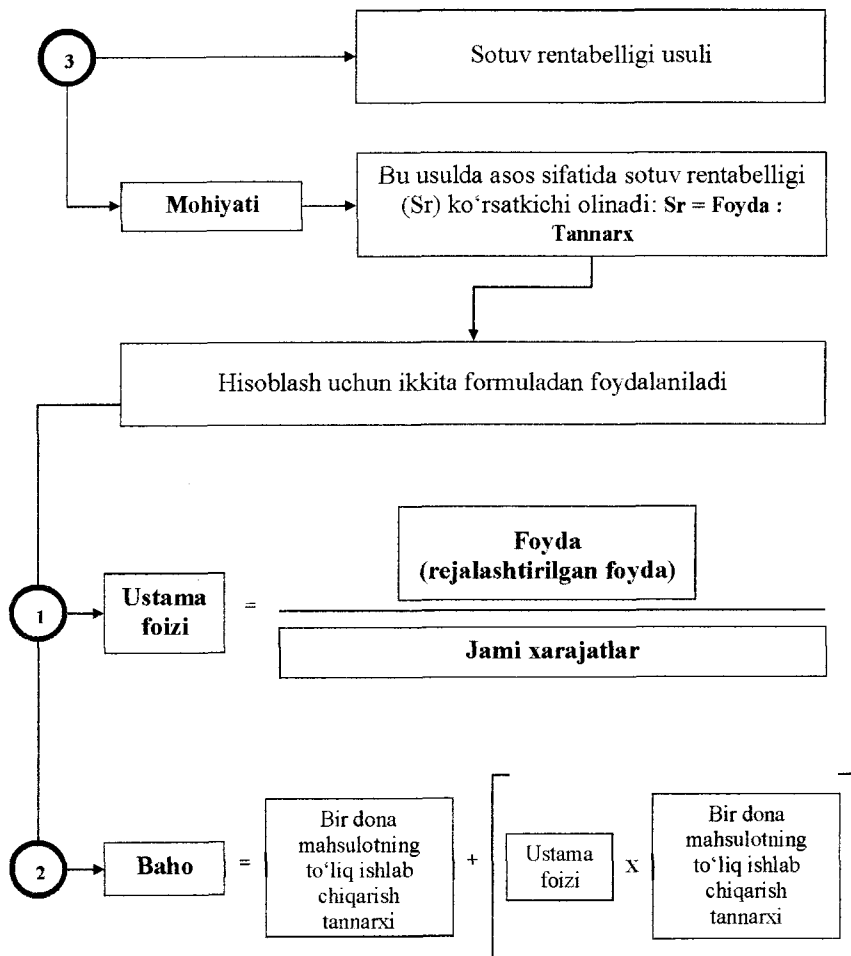 3
Sotuv rentabelligi usuli
Mohiyati
Bu usulda asos sifatida sotuv rentabelligi
(Sr) ko‘rsatkichi olinadi: Sr = Foyda :
Tannarx
Hisoblash uchun ikkita formuladan foydalaniladi
1
Ustama
foizi
=
Foyda
(rejalashtirilgan foyda)
Jami xarajatlar
2
Baho
=
Bir dona
mahsulotning
to‘liq ishlab
chiqarish
tannarxi
+
Ustama
foizi
X
Bir dona
mahsulotning
to‘liq ishlab
chiqarish
tannarxi